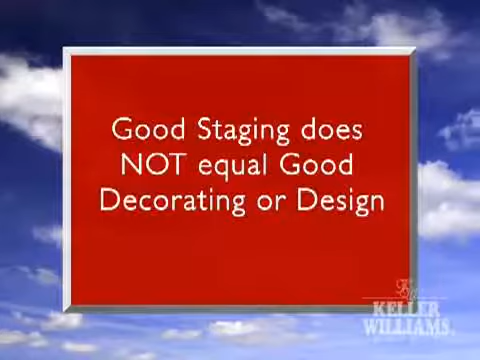 Good Staging does
NOT equal Good
Decorating or Design
KELLER
WILLIAMS.